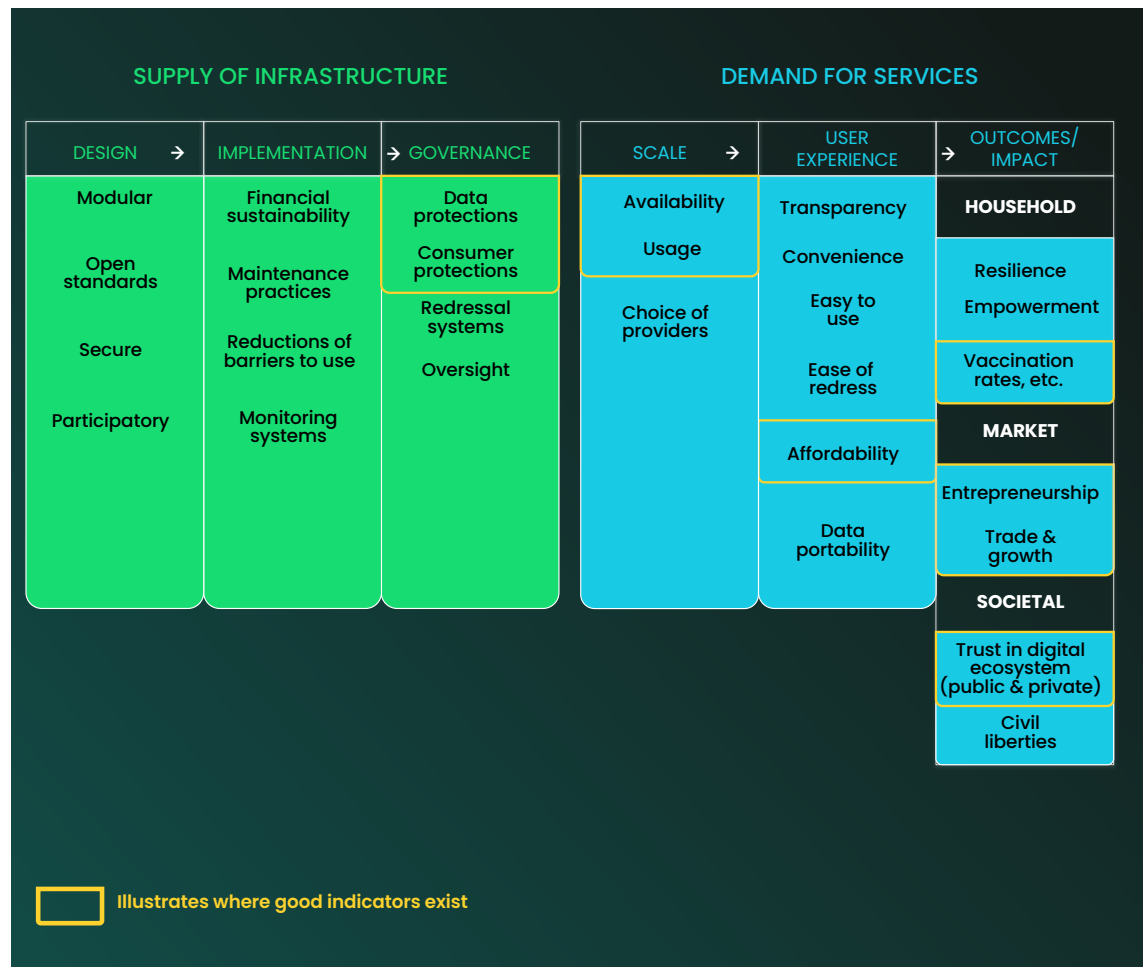 SUPPLY OF INFRASTRUCTURE
DESIGN →
Modular
Open
standards
Secure
Participatory
IMPLEMENTATION
Financial
sustainability
Maintenance
practices
Reductions of
barriers to use
Monitoring
systems
→ GOVERNANCE
Data
protections
Consumer
protections
Redressal
systems
Oversight
DEMAND FOR SERVICES
SCALE →
Availability
Usage
Choice of
providers
USER
EXPERIENCE
Transparency
Convenience
Easy to
use
Ease of
redress
Affordability
Data
portability
→ OUTCOMES/
IMPACT
HOUSEHOLD
Resilience
Empowerment
Vaccination
rates, etc.
MARKET
Entrepreneurship
Trade &
growth
SOCIETAL
Trust in digital
ecosystem
(public & private)
Civil
liberties
Illustrates where good indicators exist